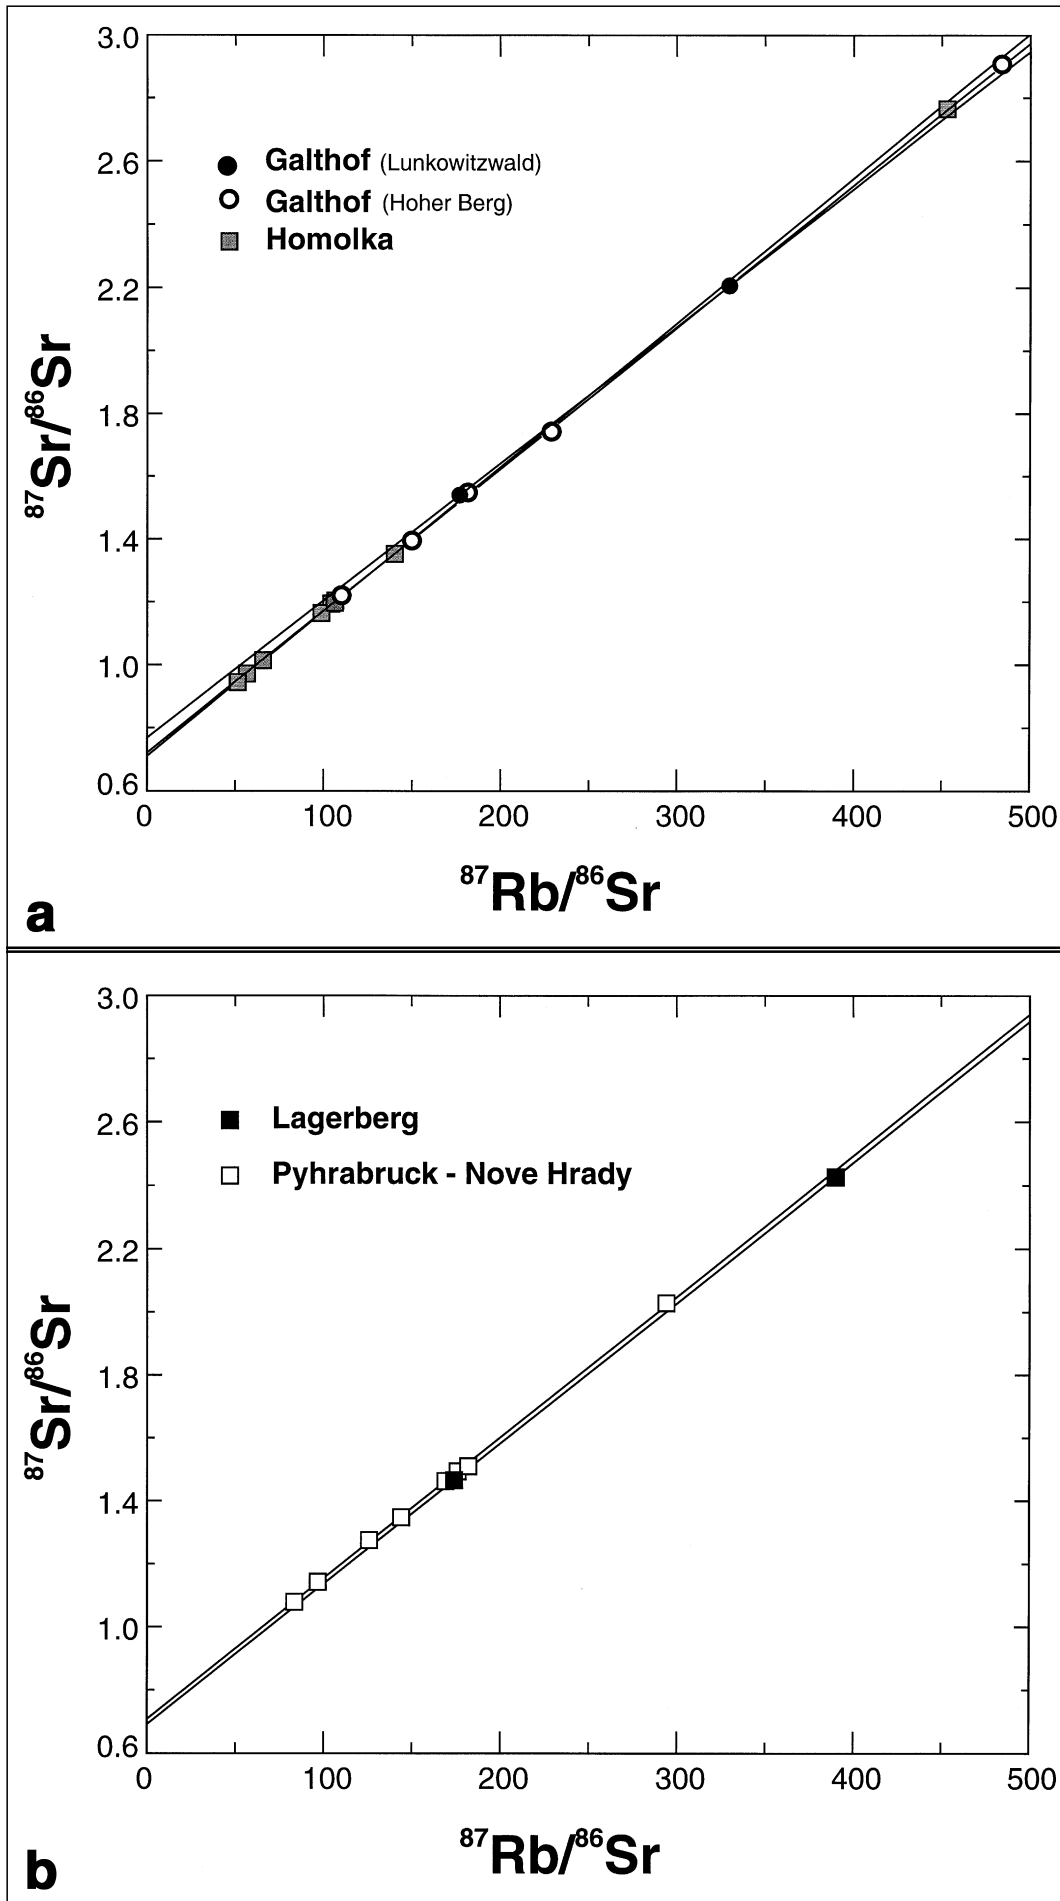 3.0
2.6
2.2
1.8
1.4
1.0
0.6
Galthof (Lunkowitzwald)
Galthof (Hoher Berg)
Homolka
87Sr/86Sr
0 100 200 300 400 500
87Rb/86Sr
a
3.0
2.6
2.2
1.8
1.4
1.0
0.6
Lagerberg
Pyhrabruck - Nove Hrady
87Sr/86Sr
0 100 200 300 400 500
87Rb/86Sr
b